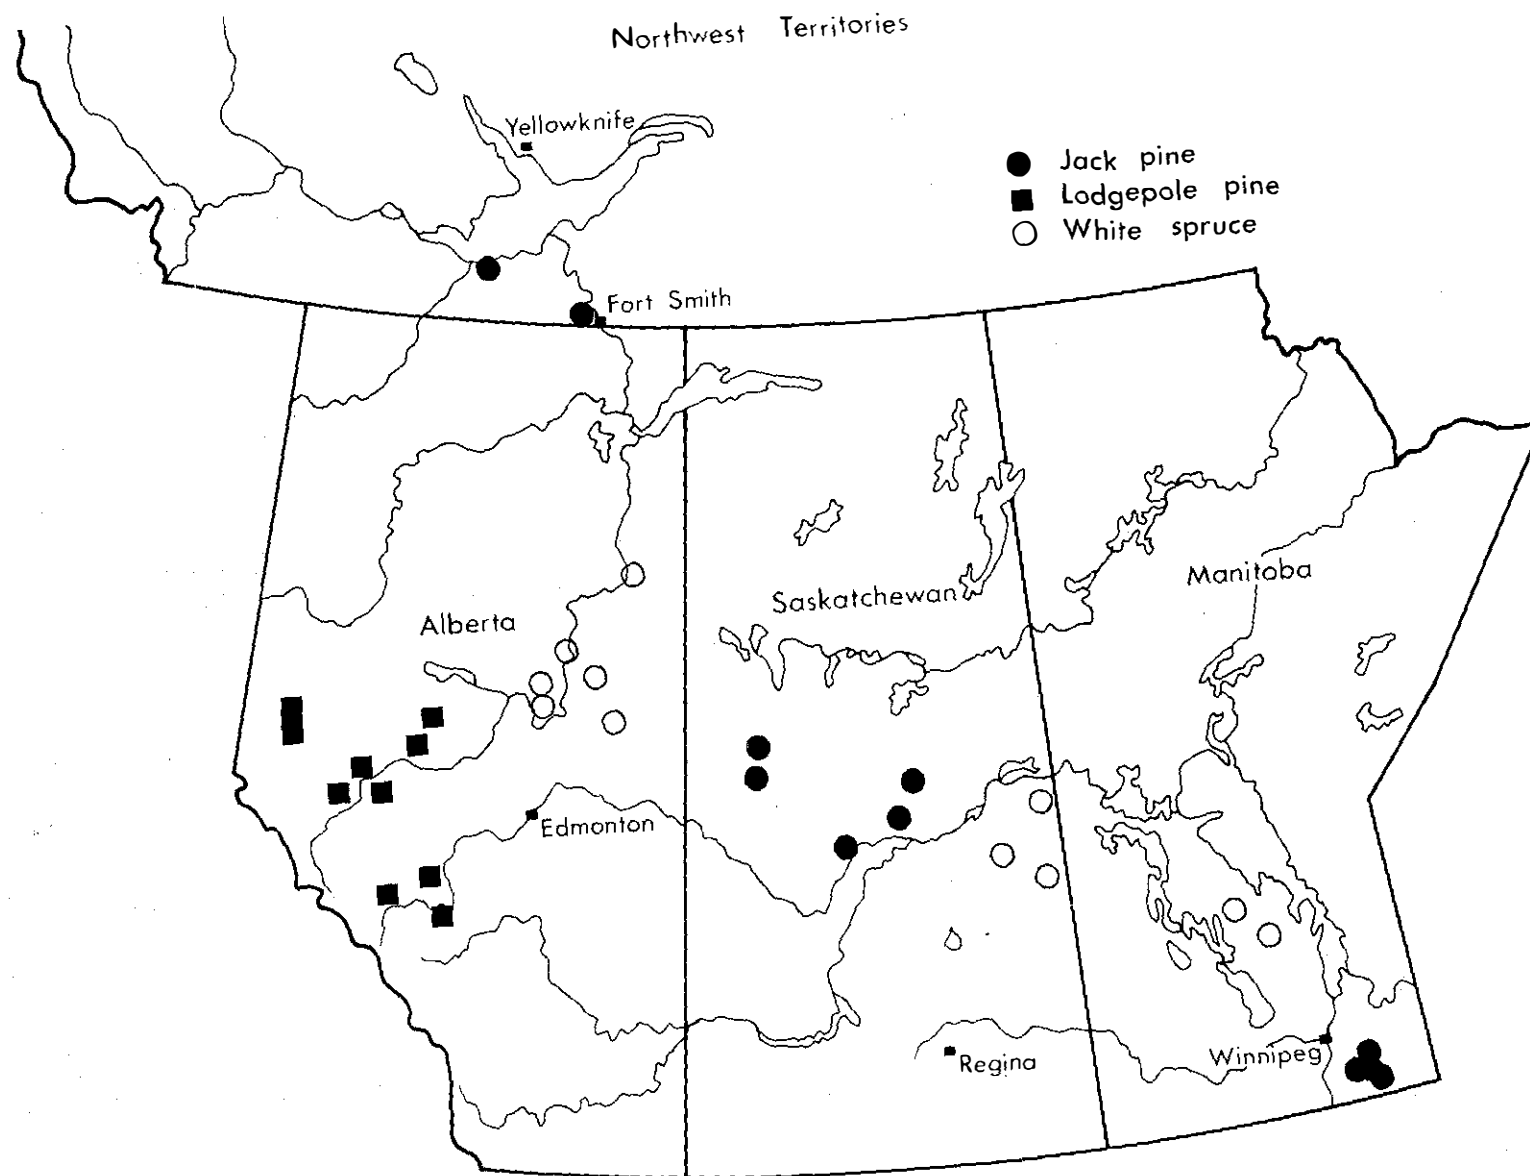 Northwest Territories
Yellowknife
Jack pine
Lodgepole pine
White spruce
Fort Smith
Manitoba
Saskatchewan
Alberta
Edmonton
Winnipeg
Regina